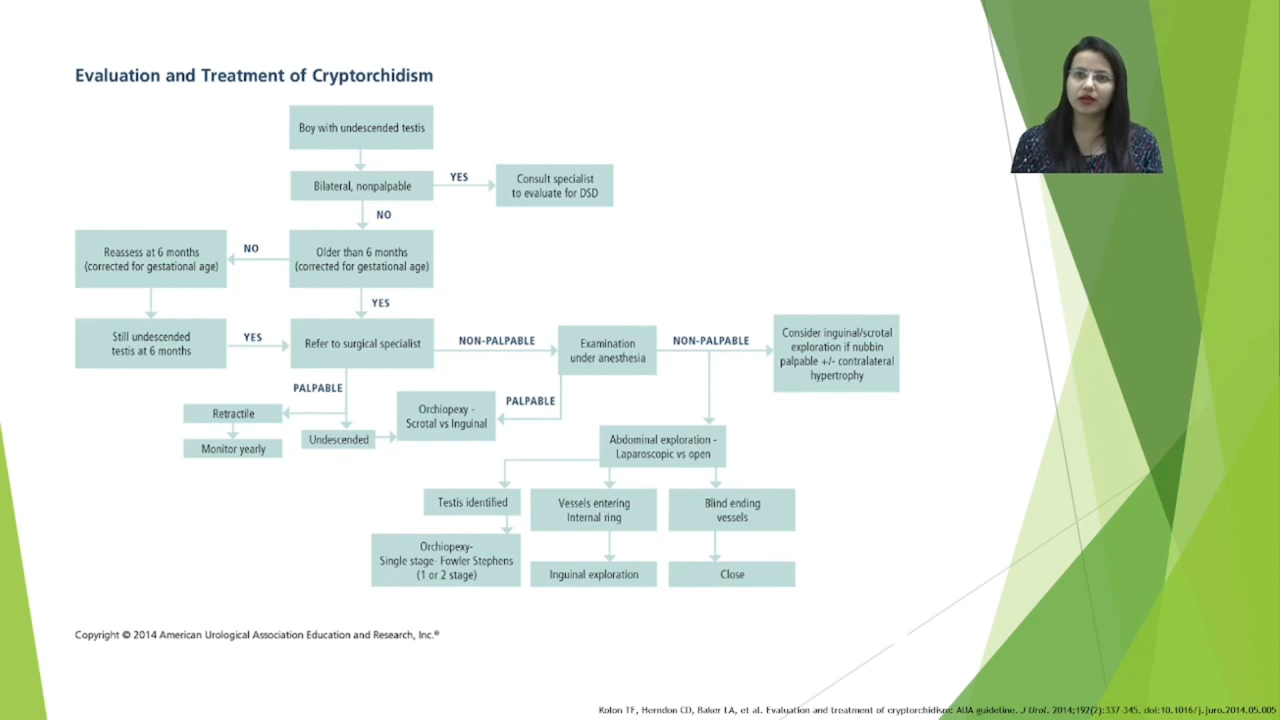 Evaluation and Treatment of Cryptorchidism
Boy with undescended testis
Bilateral, nonpalpable
YES
Consult specialist
to evaluate for DSD
NO
Older than 6 months
(corrected for gestational age)
NO
Reassess at 6 months
(corrected for gestational age)
YES
Still undescended
testis at 6 months
YES
Refer to surgical specialist
NON-PALPABLE
Examination
under anesthesia
NON-PALPABLE
Consider inguinal/scrotal
exploration if nubbin
palpable +/- contralateral
hypertrophy
PALPABLE
Retractile
Monitor yearly
Undescended
Orchiopexy -
Scrotal vs Inguinal
PALPABLE
Abdominal exploration -
Laparoscopic vs open
Testis identified
Vessels entering
Internal ring
Blind ending
vessels
Orchiopexy-
Single stage- Fowler Stephens
(1 or 2 stage)
Inguinal exploration
Close
Copyright © 2014 American Urological Association Education and Research, Inc.®
Kolon TF, Herndon CD, Baker LA, et al. Evaluation and treatment of cryptorchidism: AUA guideline. J Urol. 2014;192(2):337-345. doi:10.1016/j.juro.2014.05.005